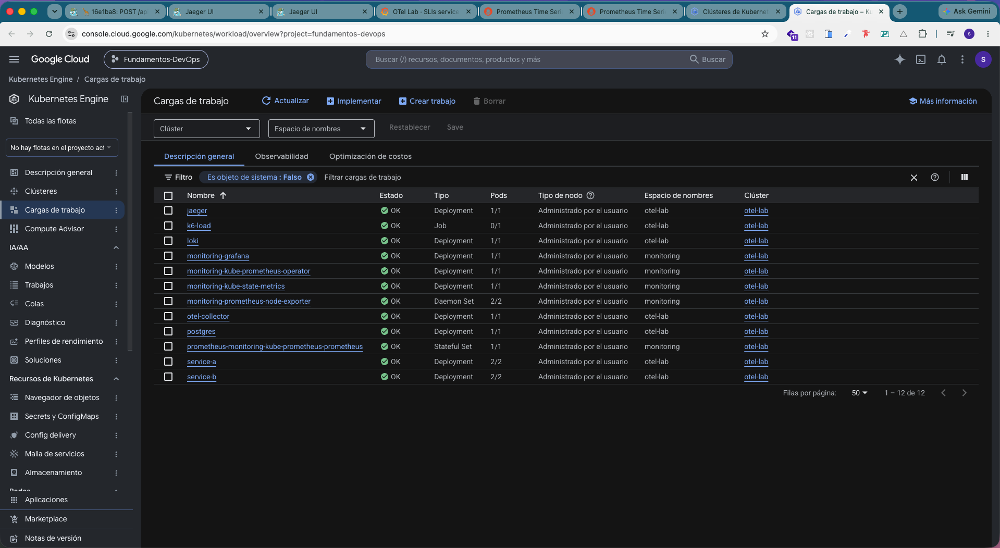 16e1ba8: POST /ap
Jaeger UI
Jaeger UI
OTel Lab · SLIs service
Prometheus Time Seri
Prometheus Time Seri
Clústeres de Kubernet
Cargas de trabajo – Ku
Ask Gemini
console.cloud.google.com/kubernetes/workload/overview?project=fundamentos-devops
11
S
Google Cloud
Fundamentos-DevOps
Buscar (/) recursos, documentos, productos y más
Buscar
S
Kubernetes Engine / Cargas de trabajo
Kubernetes Engine
Todas las flotas
No hay flotas en el proyecto act
Descripción general
Clústeres
Cargas de trabajo
Compute Advisor
IA/AA
Modelos
Trabajos
Colas
Diagnóstico
Perfiles de rendimiento
Soluciones
Recursos de Kubernetes
Navegador de objetos
Secrets y ConfigMaps
Config delivery
Malla de servicios
Almacenamiento
Redes
Aplicaciones
Marketplace
Notas de versión
Cargas de trabajo
Actualizar
Implementar
Crear trabajo
Borrar
Más información
Clúster
Espacio de nombres
Restablecer
Save
Descripción general
Observabilidad
Optimización de costos
Filtro
Es objeto de sistema : Falso
Filtrar cargas de trabajo
Nombre Estado Tipo Pods Tipo de nodo Espacio de nombres Clúster
jaeger OK Deployment 1/1 Administrado por el usuario otel-lab otel-lab
k6-load OK Job 0/1 Administrado por el usuario otel-lab otel-lab
loki OK Deployment 1/1 Administrado por el usuario otel-lab otel-lab
monitoring-grafana OK Deployment 1/1 Administrado por el usuario monitoring otel-lab
monitoring-kube-prometheus-operator OK Deployment 1/1 Administrado por el usuario monitoring otel-lab
monitoring-kube-state-metrics OK Deployment 1/1 Administrado por el usuario monitoring otel-lab
monitoring-prometheus-node-exporter OK Daemon Set 2/2 Administrado por el usuario monitoring otel-lab
otel-collector OK Deployment 1/1 Administrado por el usuario otel-lab otel-lab
postgres OK Deployment 1/1 Administrado por el usuario otel-lab otel-lab
prometheus-monitoring-kube-prometheus-prometheus OK Stateful Set 1/1 Administrado por el usuario monitoring otel-lab
service-a OK Deployment 2/2 Administrado por el usuario otel-lab otel-lab
service-b OK Deployment 2/2 Administrado por el usuario otel-lab otel-lab
Filas por página: 50 1 – 12 de 12